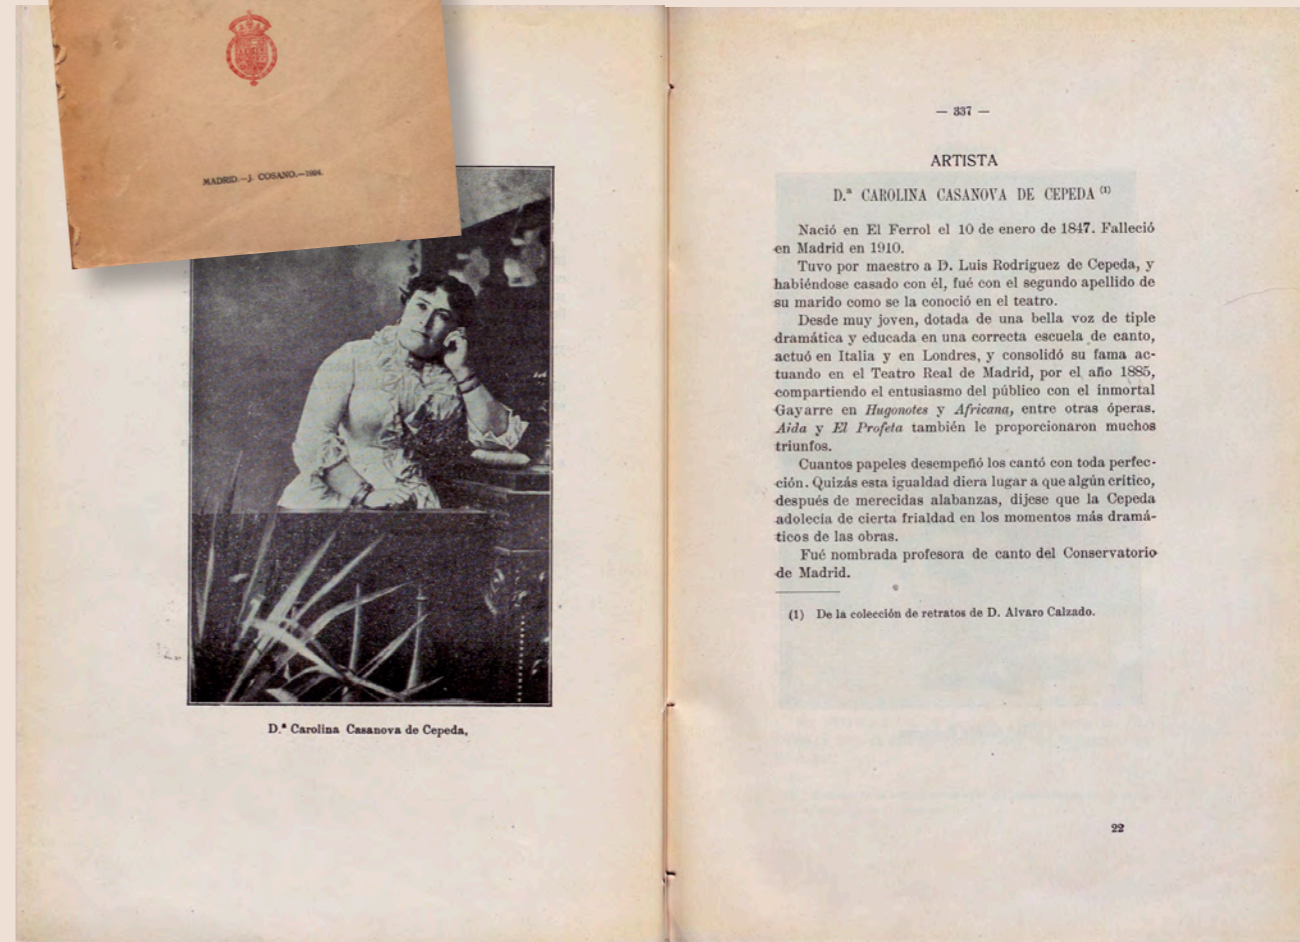 MADRID.—J. COSANO.—1924.
D.ª Carolina Casanova de Cepeda,
— 337 —
ARTISTA
D.ª CAROLINA CASANOVA DE CEPEDA (1)
Nació en El Ferrol el 10 de enero de 1847. Falleció
en Madrid en 1910.
Tuvo por maestro a D. Luis Rodríguez de Cepeda, y
habiéndose casado con él, fué con el segundo apellido de
su marido como se la conoció en el teatro.
Desde muy joven, dotada de una bella voz de tiple
dramática y educada en una correcta escuela de canto,
actuó en Italia y en Londres, y consolidó su fama ac-
tuando en el Teatro Real de Madrid, por el año 1885,
compartiendo el entusiasmo del público con el inmortal
Gayarre en Hugonotes y Africana, entre otras óperas.
Aida y El Profeta también le proporcionaron muchos
triunfos.
Cuantos papeles desempeñó los cantó con toda perfec-
ción. Quizás esta igualdad diera lugar a que algún crítico,
después de merecidas alabanzas, dijese que la Cepeda
adolecía de cierta frialdad en los momentos más dramá-
ticos de las obras.
Fué nombrada profesora de canto del Conservatorio
de Madrid.
(1) De la colección de retratos de D. Alvaro Calzado.
22